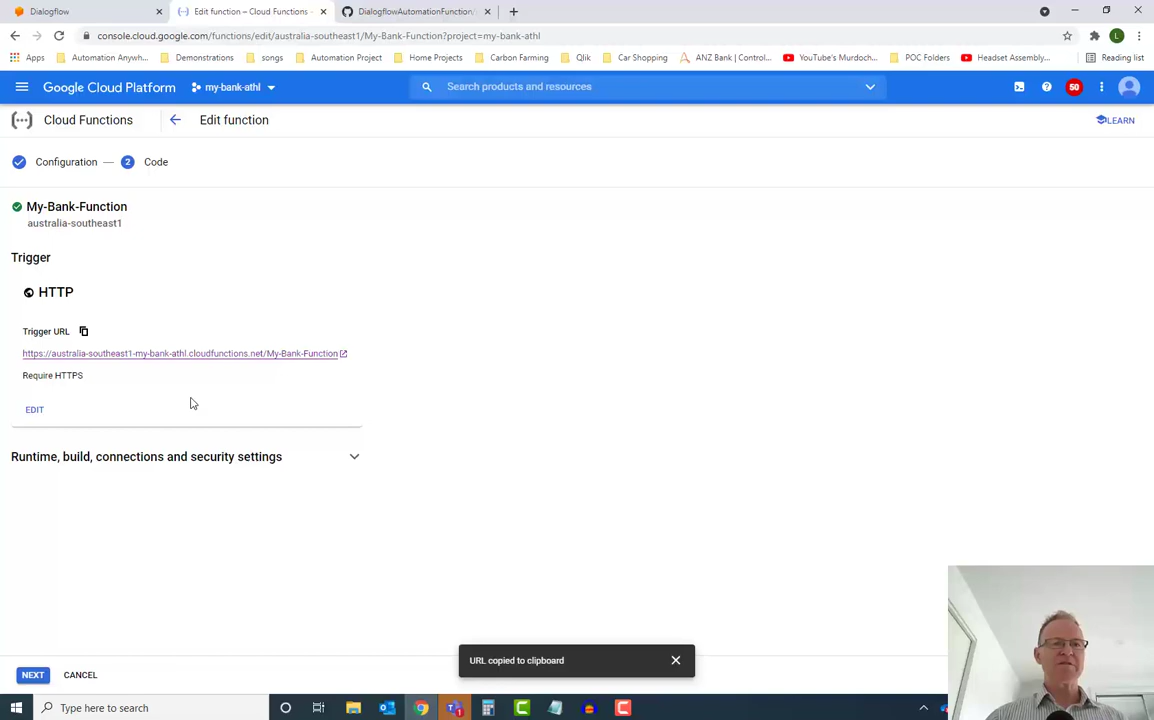 Dialogflow
Edit function – Cloud Functions -
DialogflowAutomationFunction/
console.cloud.google.com/functions/edit/australia-southeast1/My-Bank-Function?project=my-bank-athl
L
Apps
Automation Anywh...
Demonstrations
songs
Automation Project
Home Projects
Carbon Farming
Qlik
Car Shopping
ANZ Bank | Control...
YouTube's Murdoch...
POC Folders
Headset Assembly...
Reading list
Google Cloud Platform
my-bank-athl
Search products and resources
50
Cloud Functions
Edit function
LEARN
Configuration — 2 Code
My-Bank-Function
australia-southeast1
Trigger
HTTP
Trigger URL
https://australia-southeast1-my-bank-athl.cloudfunctions.net/My-Bank-Function
Require HTTPS
EDIT
Runtime, build, connections and security settings
URL copied to clipboard
NEXT
CANCEL
Type here to search